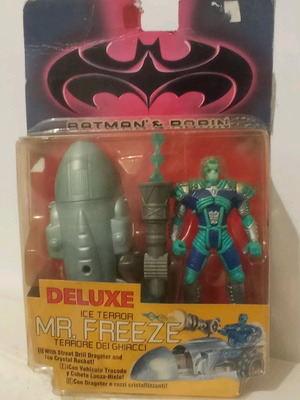 BATMAN & ROBIN
DELUXE
ICE TERROR
MR. FREEZE
TERRORE DEI GHIACCI
With Street Drill Dragster and
Ice Crystal Rocket!
Con Vehículo Trocado
y Cohete Lanza-Hielo!
Con Dragster e razzi cristallizzanti!